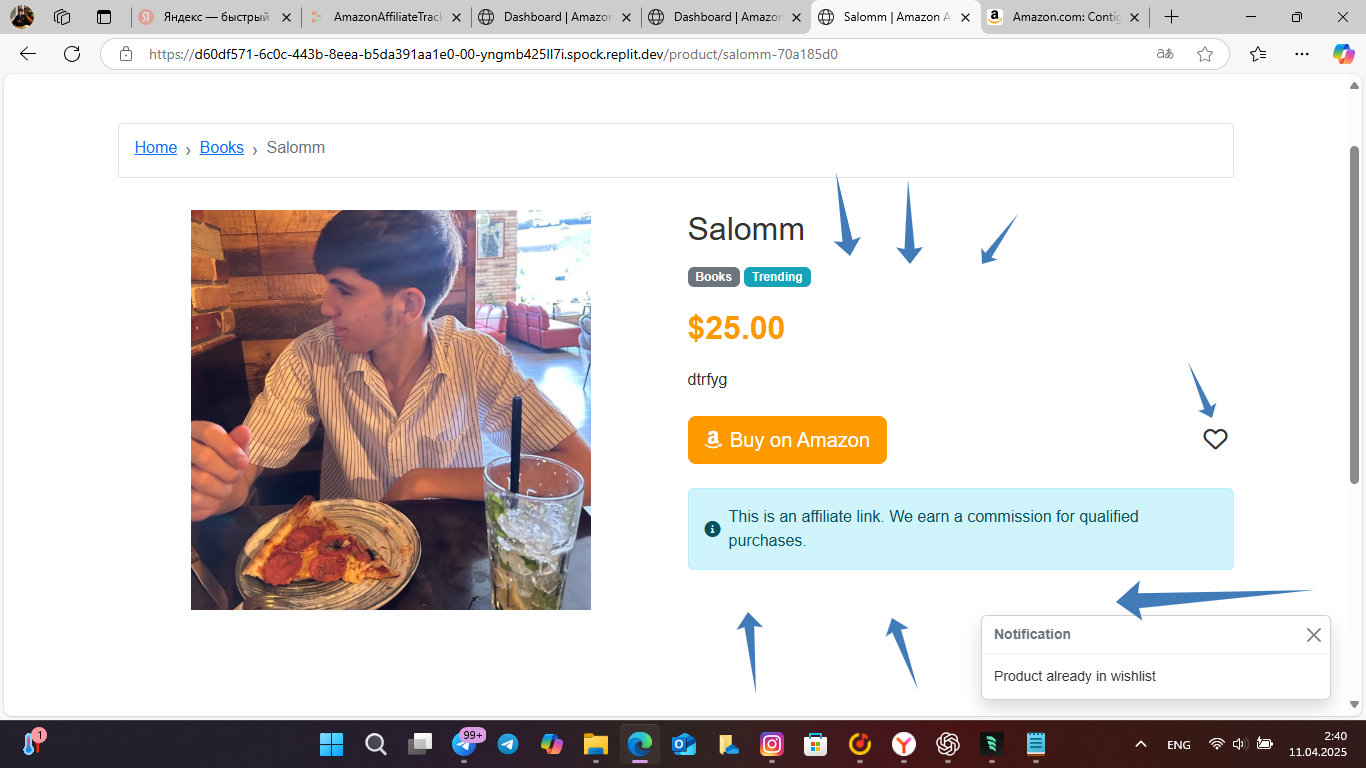 Яндекс — быстрый
AmazonAffiliateTrack
Dashboard | Amazon
Dashboard | Amazon
Salomm | Amazon A
Amazon.com: Contig
https://d60df571-6c0c-443b-8eea-b5da391aa1e0-00-yngmb425ll7i.spock.replit.dev/product/salomm-70a185d0
Home › Books › Salomm
Salomm
Books Trending
$25.00
dtrfyg
Buy on Amazon
This is an affiliate link. We earn a commission for qualified
purchases.
Notification
Product already in wishlist
1
99+
ENG
2:40
11.04.2025